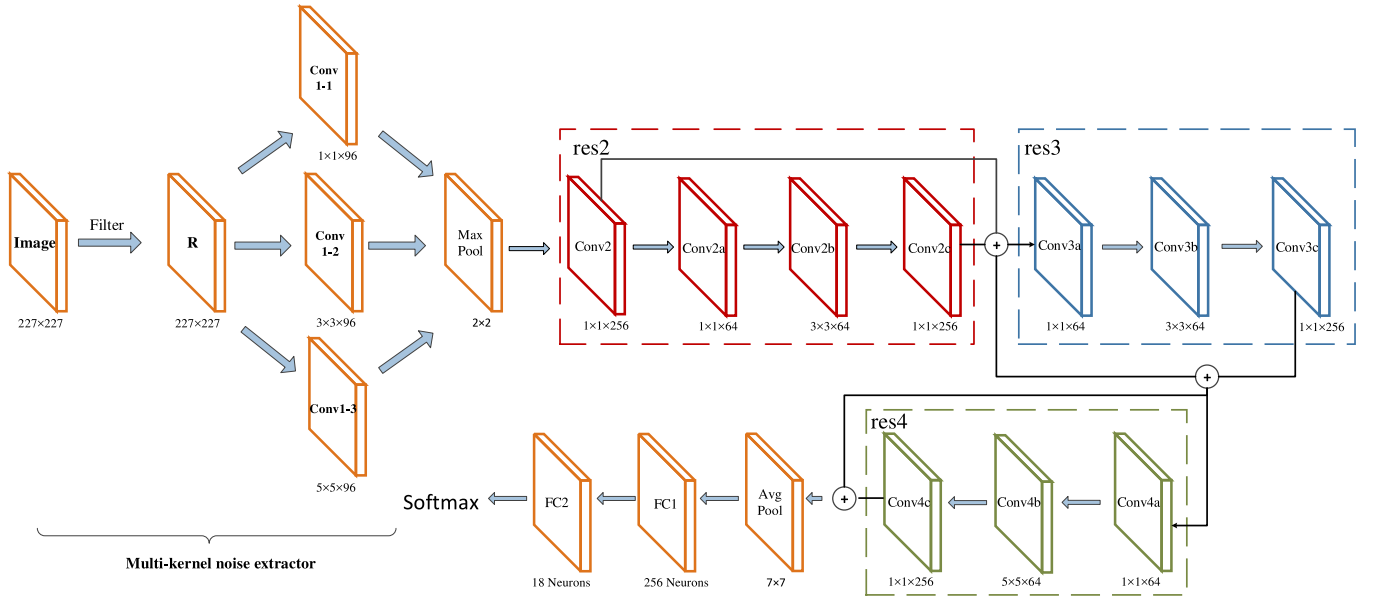 Image
227×227
Filter
R
227×227
Conv
1-1
1×1×96
Conv
1-2
3×3×96
Conv1-3
5×5×96
Max
Pool
2×2
Multi-kernel noise extractor
res2
Conv2
1×1×256
Conv2a
1×1×64
Conv2b
3×3×64
Conv2c
1×1×256
+
res3
Conv3a
1×1×64
Conv3b
3×3×64
Conv3c
1×1×256
+
res4
Conv4a
1×1×64
Conv4b
5×5×64
Conv4c
1×1×256
+
Avg
Pool
7×7
FC1
256 Neurons
FC2
18 Neurons
Softmax